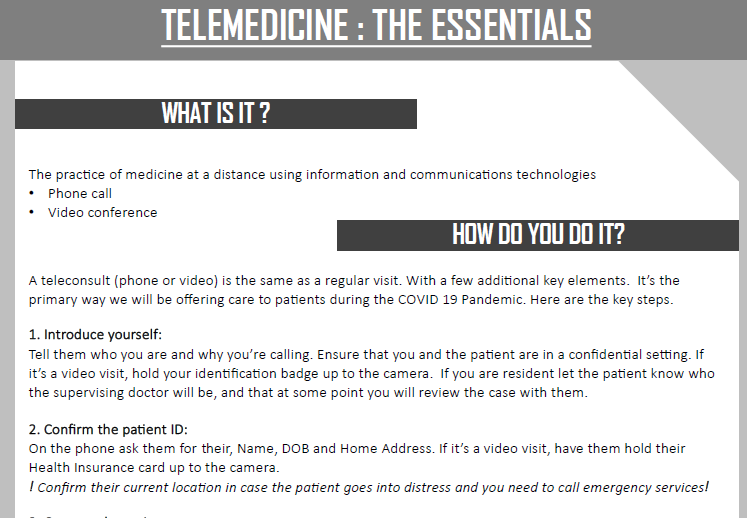 TELEMEDICINE : THE ESSENTIALS
WHAT IS IT ?
The practice of medicine at a distance using information and communications technologies
• Phone call
• Video conference
HOW DO YOU DO IT?
A teleconsult (phone or video) is the same as a regular visit. With a few additional key elements. It's the
primary way we will be offering care to patients during the COVID 19 Pandemic. Here are the key steps.
1. Introduce yourself:
Tell them who you are and why you're calling. Ensure that you and the patient are in a confidential setting. If
it's a video visit, hold your identification badge up to the camera. If you are resident let the patient know who
the supervising doctor will be, and that at some point you will review the case with them.
2. Confirm the patient ID:
On the phone ask them for their, Name, DOB and Home Address. If it's a video visit, have them hold their
Health Insurance card up to the camera.
! Confirm their current location in case the patient goes into distress and you need to call emergency services!